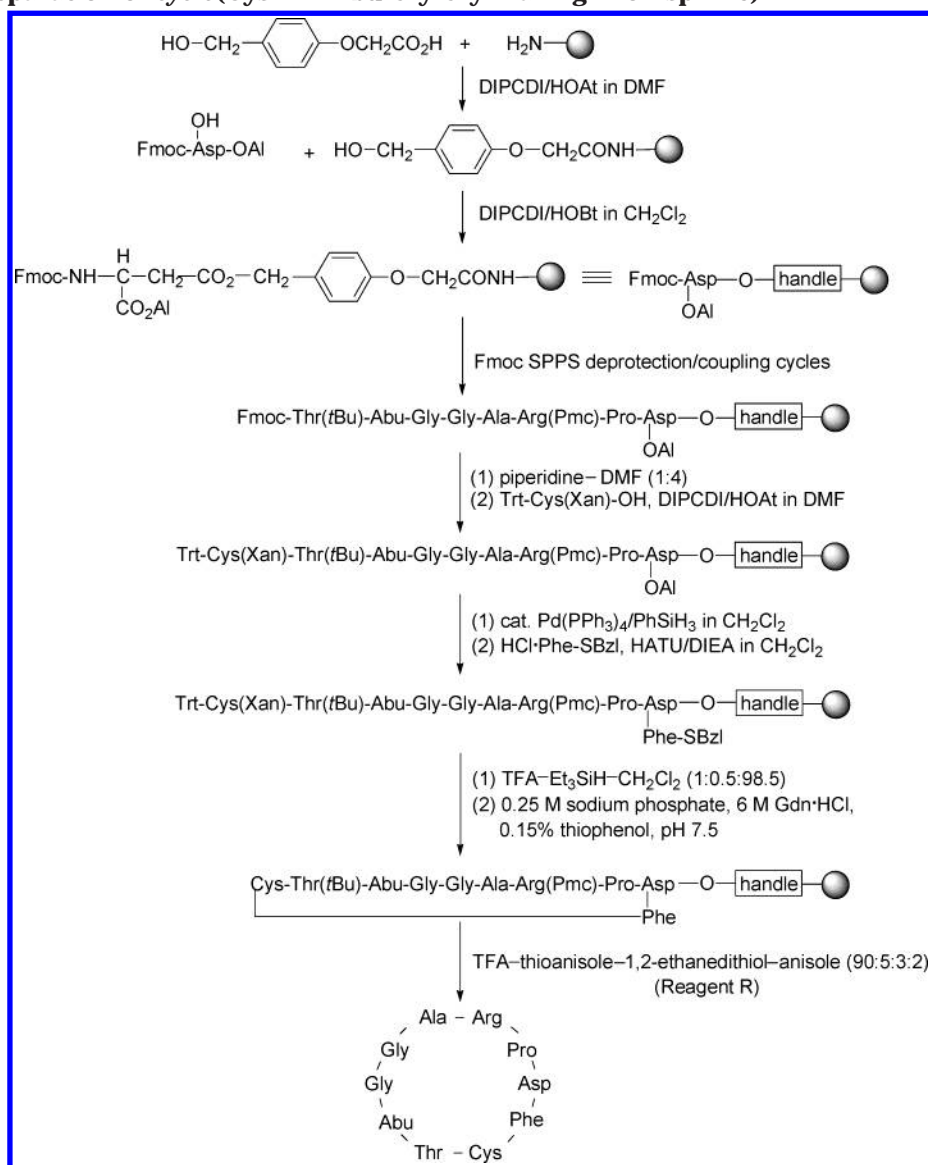 HO–CH₂ OCH₂CO₂H + H₂N
DIPCDI/HOAt in DMF
OH
Fmoc-Asp-OAl + HO–CH₂ O–CH₂CONH
DIPCDI/HOBt in CH₂Cl₂
H
Fmoc-NH CH₂ CO₂ CH₂ O CH₂CONH ≡ Fmoc-Asp—O—handle
CO₂Al OAl
Fmoc SPPS deprotection/coupling cycles
Fmoc-Thr(tBu)-Abu-Gly-Gly-Ala-Arg(Pmc)-Pro-Asp—O—handle
OAl
(1) piperidine–DMF (1:4)
(2) Trt-Cys(Xan)-OH, DIPCDI/HOAt in DMF
Trt-Cys(Xan)-Thr(tBu)-Abu-Gly-Gly-Ala-Arg(Pmc)-Pro-Asp—O—handle
OAl
(1) cat. Pd(PPh₃)₄/PhSiH₃ in CH₂Cl₂
(2) HCl·Phe-SBzl, HATU/DIEA in CH₂Cl₂
Trt-Cys(Xan)-Thr(tBu)-Abu-Gly-Gly-Ala-Arg(Pmc)-Pro-Asp—O—handle
Phe-SBzl
(1) TFA–Et₃SiH–CH₂Cl₂ (1:0.5:98.5)
(2) 0.25 M sodium phosphate, 6 M Gdn·HCl,
0.15% thiophenol, pH 7.5
Cys-Thr(tBu)-Abu-Gly-Gly-Ala-Arg(Pmc)-Pro-Asp—O—handle
Phe
TFA–thioanisole–1,2-ethanedithiol–anisole (90:5:3:2)
(Reagent R)
Ala – Arg
Gly Pro
Gly Asp
Abu Phe
Thr – Cys